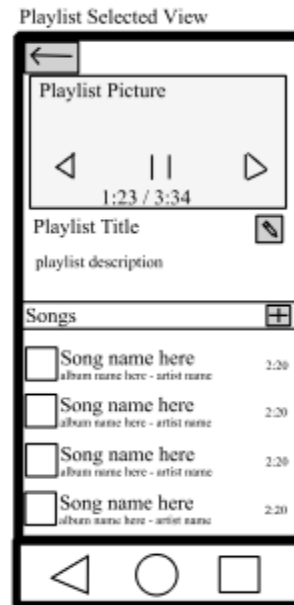 Playlist Selected View
Playlist Picture
1:23 / 3:34
Playlist Title
playlist description
Songs
Song name here
2:20
album name here - artist name
Song name here
2:20
album name here - artist name
Song name here
2:20
album name here - artist name
Song name here
2:20
album name here - artist name